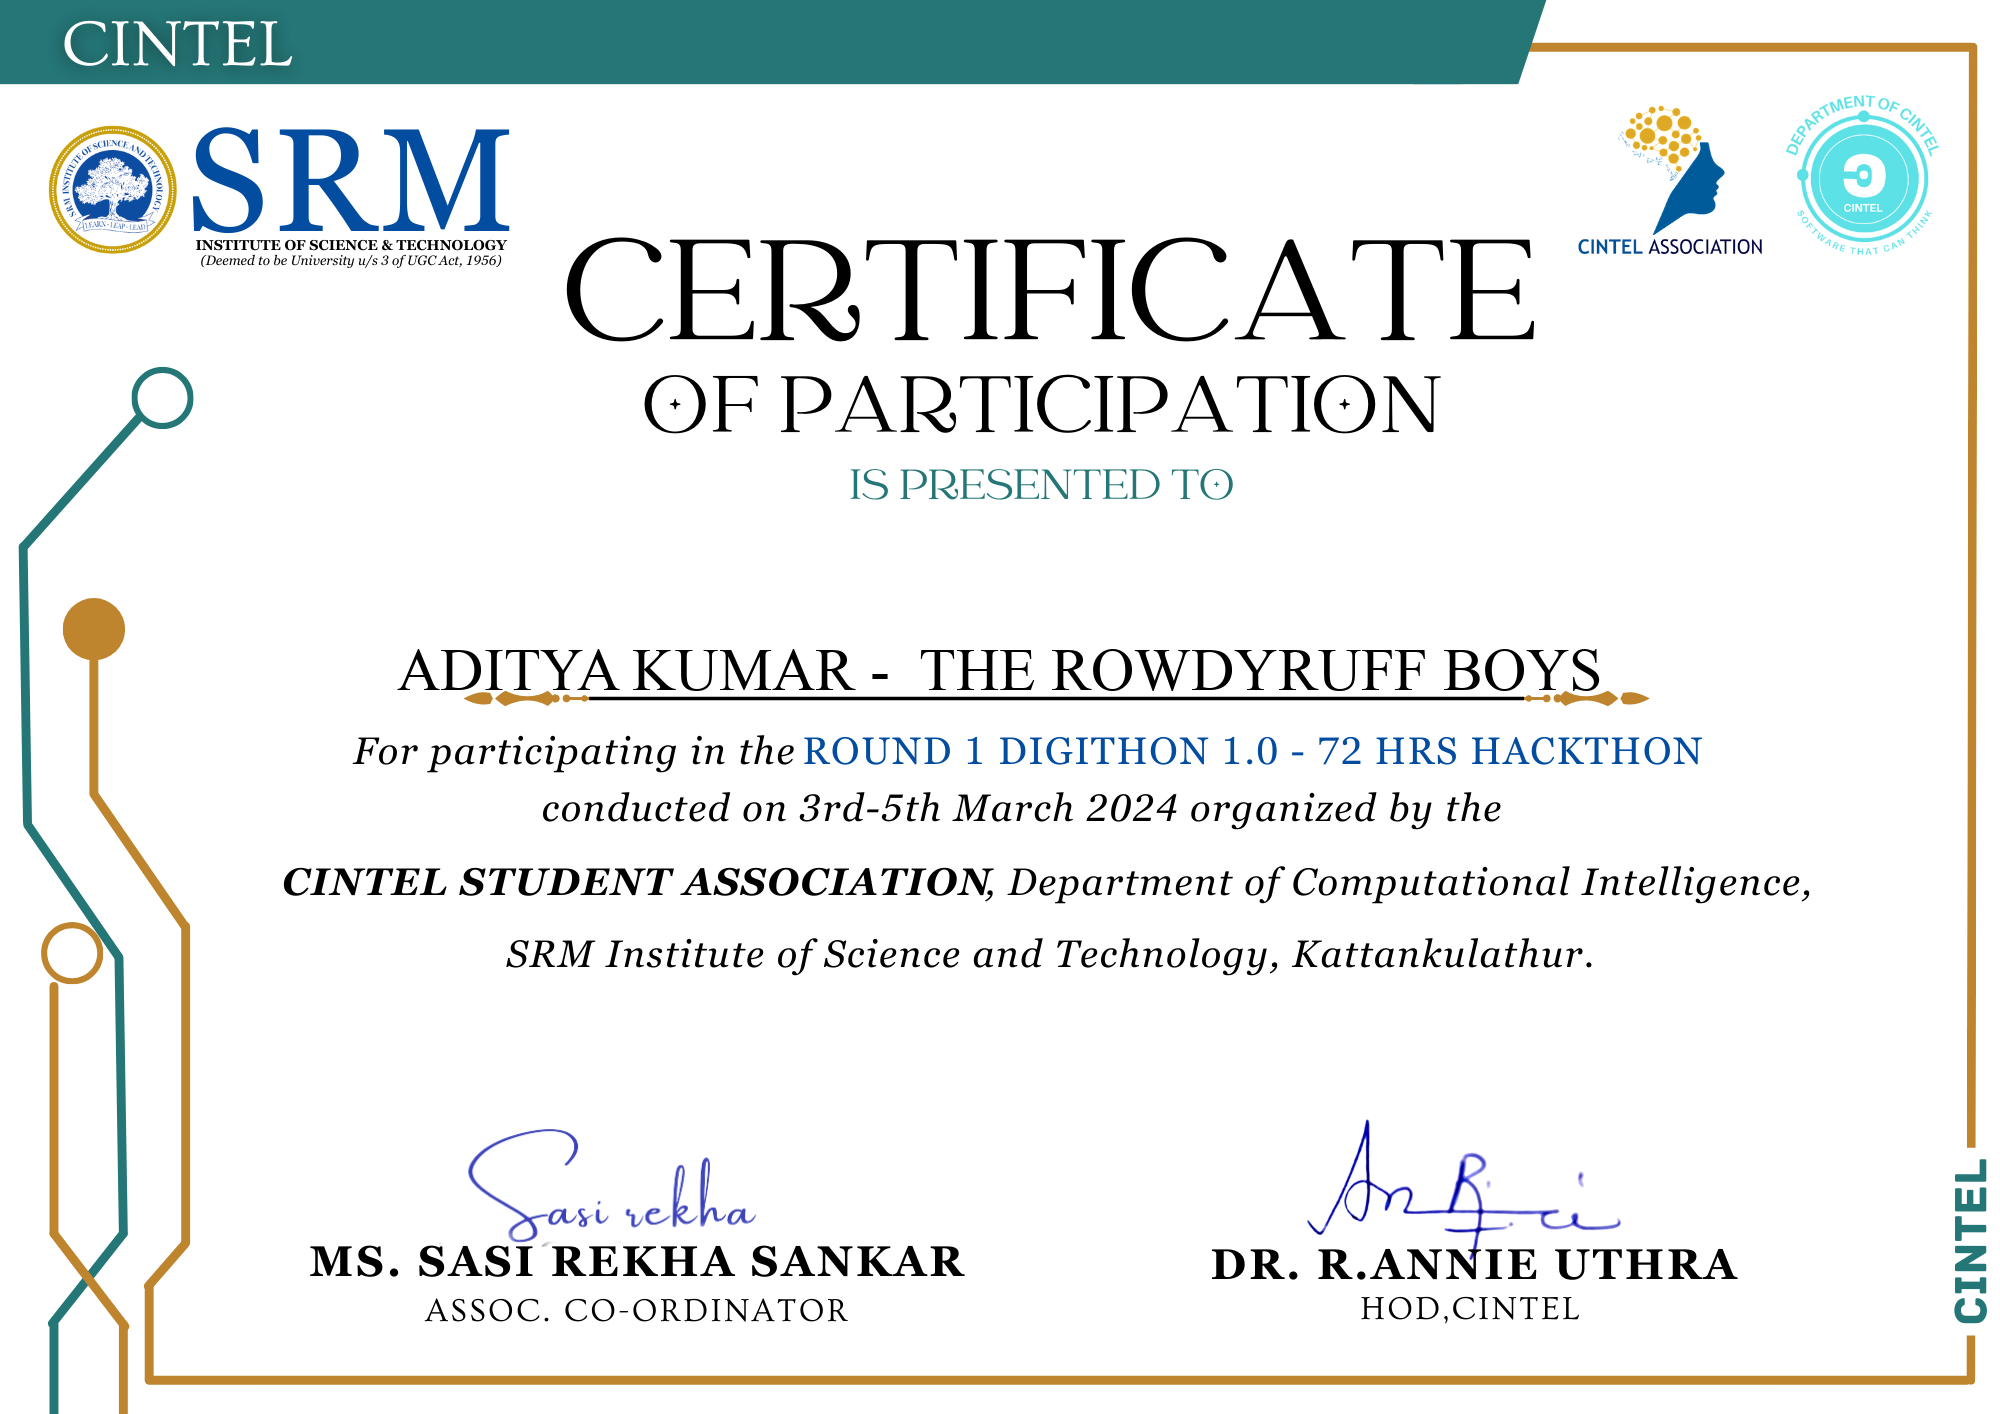 CINTEL
SRM INSTITUTE OF SCIENCE AND TECHNOLOGY
LEARN - LEAP - LEAD
SRM
INSTITUTE OF SCIENCE & TECHNOLOGY
(Deemed to be University u/s 3 of UGC Act, 1956)
CINTEL ASSOCIATION
DEPARTMENT OF CINTEL
CINTEL
SOFTWARE THAT CAN THINK
CERTIFICATE
OF PARTICIPATION
IS PRESENTED TO
ADITYA KUMAR - THE ROWDYRUFF BOYS
For participating in the ROUND 1 DIGITHON 1.0 - 72 HRS HACKTHON
conducted on 3rd-5th March 2024 organized by the
CINTEL STUDENT ASSOCIATION, Department of Computational Intelligence,
SRM Institute of Science and Technology, Kattankulathur.
Sasi rekha
MS. SASI REKHA SANKAR
ASSOC. CO-ORDINATOR
DR. R.ANNIE UTHRA
HOD,CINTEL
CINTEL